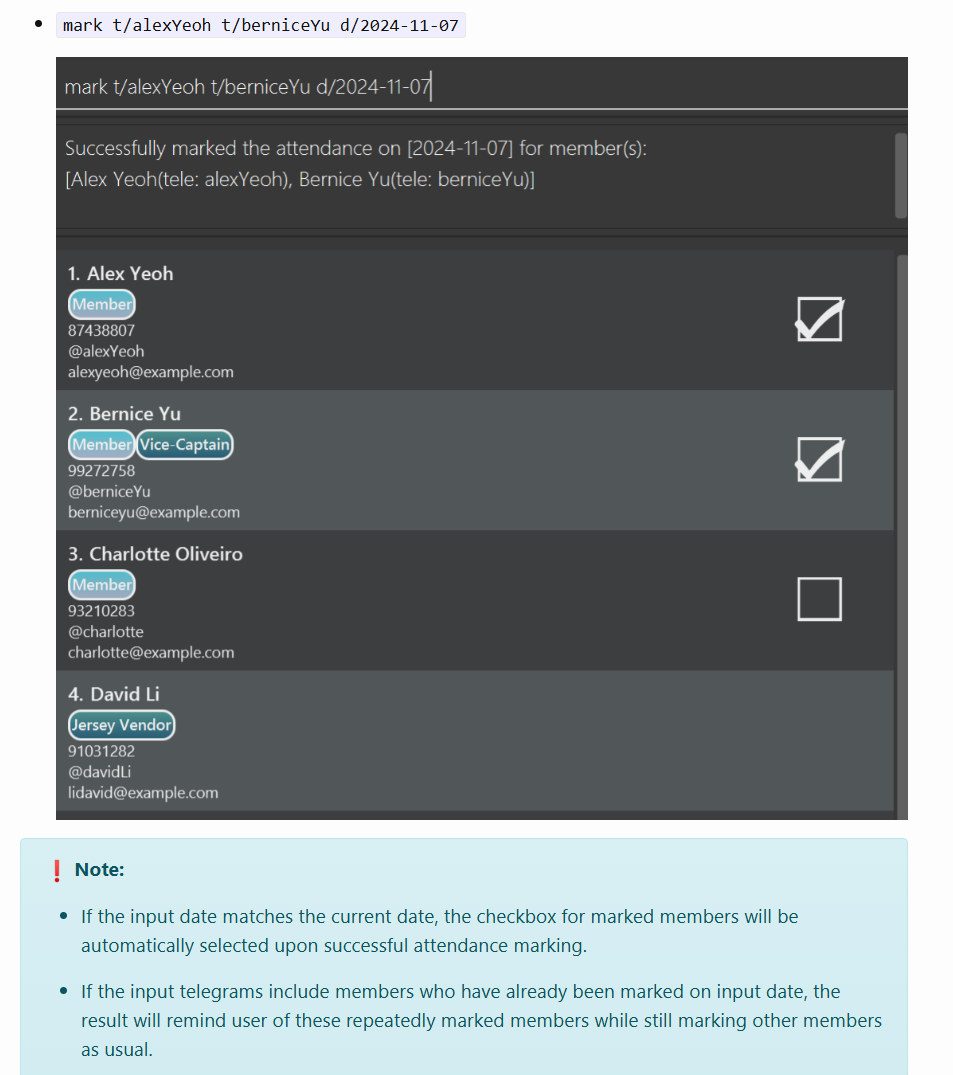 mark t/alexYeoh t/berniceYu d/2024-11-07
mark t/alexYeoh t/berniceYu d/2024-11-07
Successfully marked the attendance on [2024-11-07] for member(s):
[Alex Yeoh(tele: alexYeoh), Bernice Yu(tele: berniceYu)]
1. Alex Yeoh
Member
87438807
@alexYeoh
alexyeoh@example.com
2. Bernice Yu
Member Vice-Captain
99272758
@berniceYu
berniceyu@example.com
3. Charlotte Oliveiro
Member
93210283
@charlotte
charlotte@example.com
4. David Li
Jersey Vendor
91031282
@davidLi
lidavid@example.com
❗ Note:
If the input date matches the current date, the checkbox for marked members will be
automatically selected upon successful attendance marking.
If the input telegrams include members who have already been marked on input date, the
result will remind user of these repeatedly marked members while still marking other members
as usual.